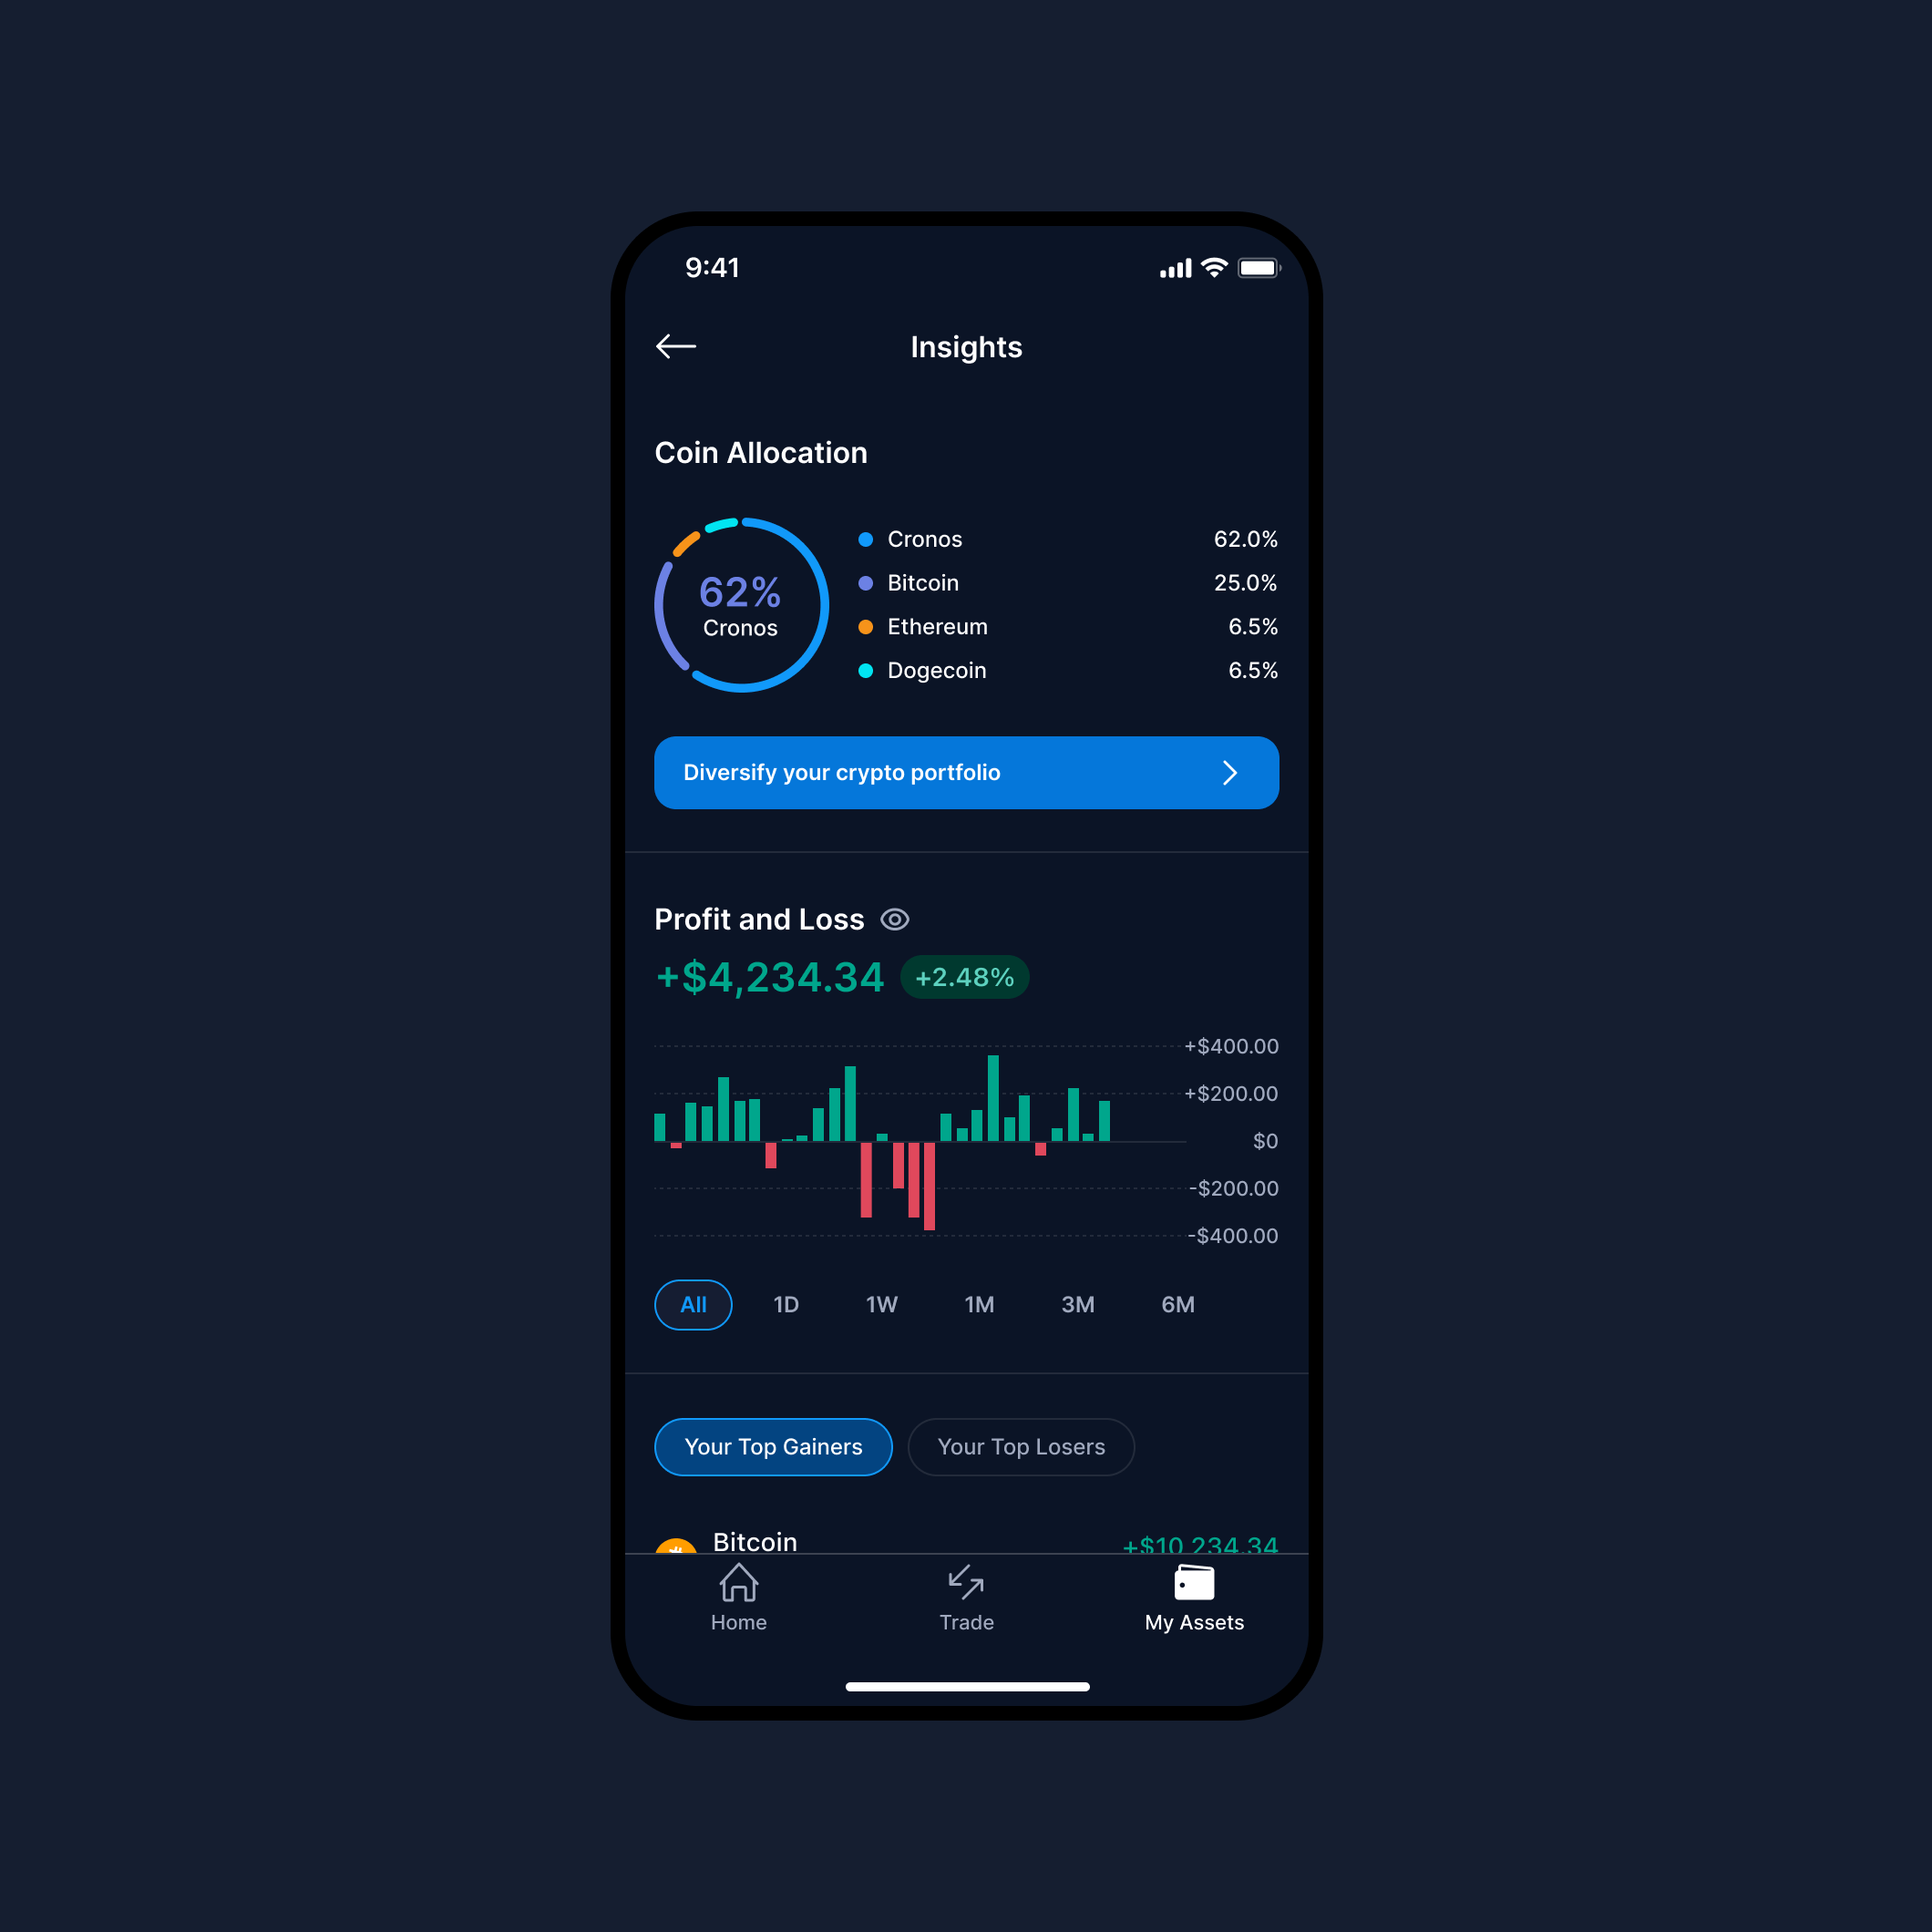 9:41
Insights
Coin Allocation
62%
Cronos
Cronos 62.0%
Bitcoin 25.0%
Ethereum 6.5%
Dogecoin 6.5%
Diversify your crypto portfolio
Profit and Loss
+$4,234.34 +2.48%
+$400.00
+$200.00
$0
-$200.00
-$400.00
All 1D 1W 1M 3M 6M
Your Top Gainers Your Top Losers
Bitcoin +$10,234.34
Home Trade My Assets